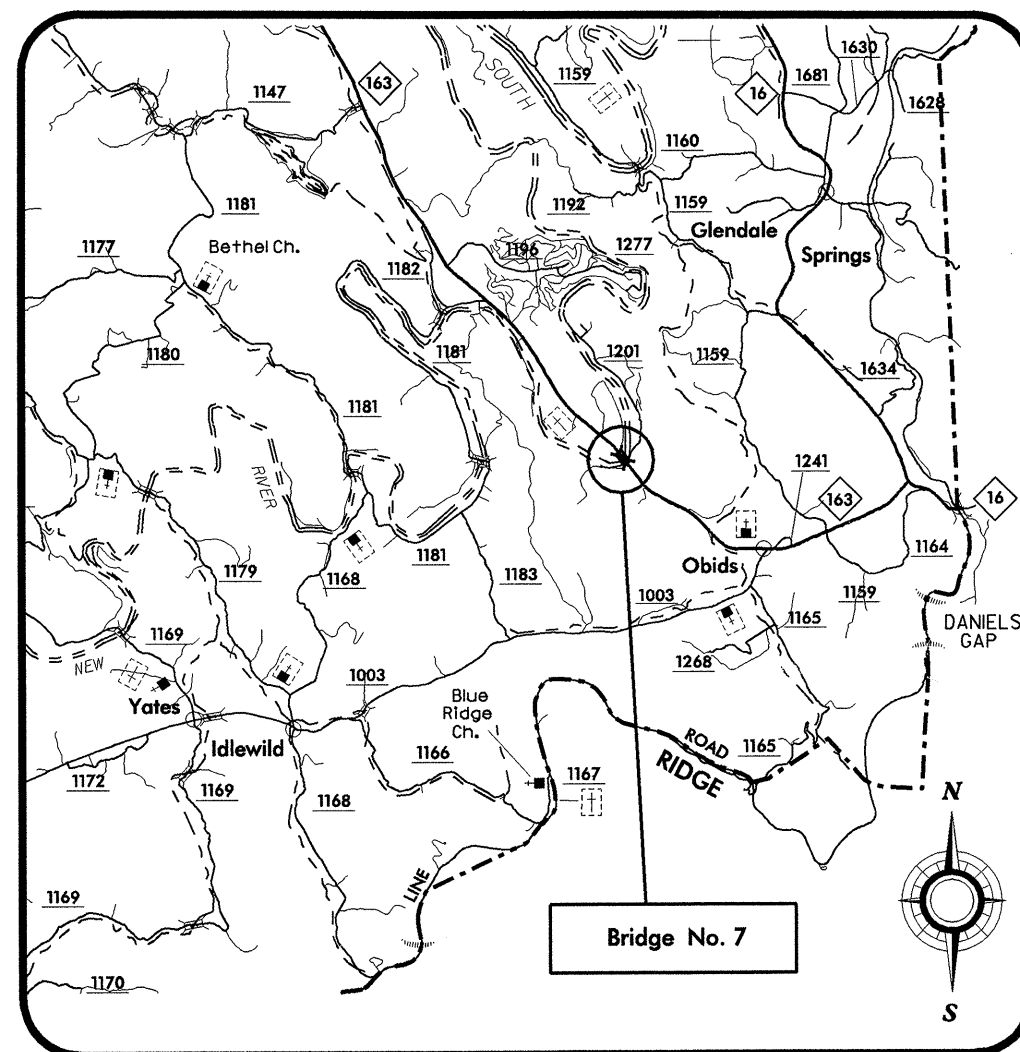 1630
1159
1681
163
16
1147
SOUTH
1628
1160
1181
1192
1159
Glendale
Bethel Ch.
1177
1196
1277
Springs
1182
1181
1180
1201
1159
1634
1181
1241
RIVER
163
16
1181
1164
1179
1168
1183
Obids
1003
1159
1165
DANIELS
GAP
1169
1268
NEW
1003
Blue
Ridge
Ch.
Yates
Idlewild
1166
ROAD
RIDGE
1165
1172
1169
1168
1167
N
LINE
1169
Bridge No. 7
1170
S